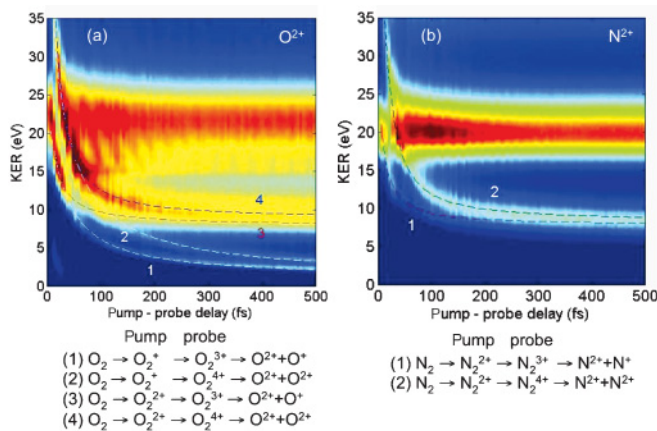 (a) O²⁺
KER (eV)
35
30
25
20
15
10
5
0
4
3
2
1
0 100 200 300 400 500
Pump - probe delay (fs)
(b) N²⁺
KER (eV)
35
30
25
20
15
10
5
0
2
1
0 100 200 300 400 500
Pump - probe delay (fs)
Pump probe
(1) O₂ → O₂⁺ → O₂³⁺ → O²⁺+O⁺
(2) O₂ → O₂⁺ → O₂⁴⁺ → O²⁺+O²⁺
(3) O₂ → O₂²⁺ → O₂³⁺ → O²⁺+O⁺
(4) O₂ → O₂²⁺ → O₂⁴⁺ → O²⁺+O²⁺
Pump probe
(1) N₂ → N₂²⁺ → N₂³⁺ → N²⁺+N⁺
(2) N₂ → N₂²⁺ → N₂⁴⁺ → N²⁺+N²⁺